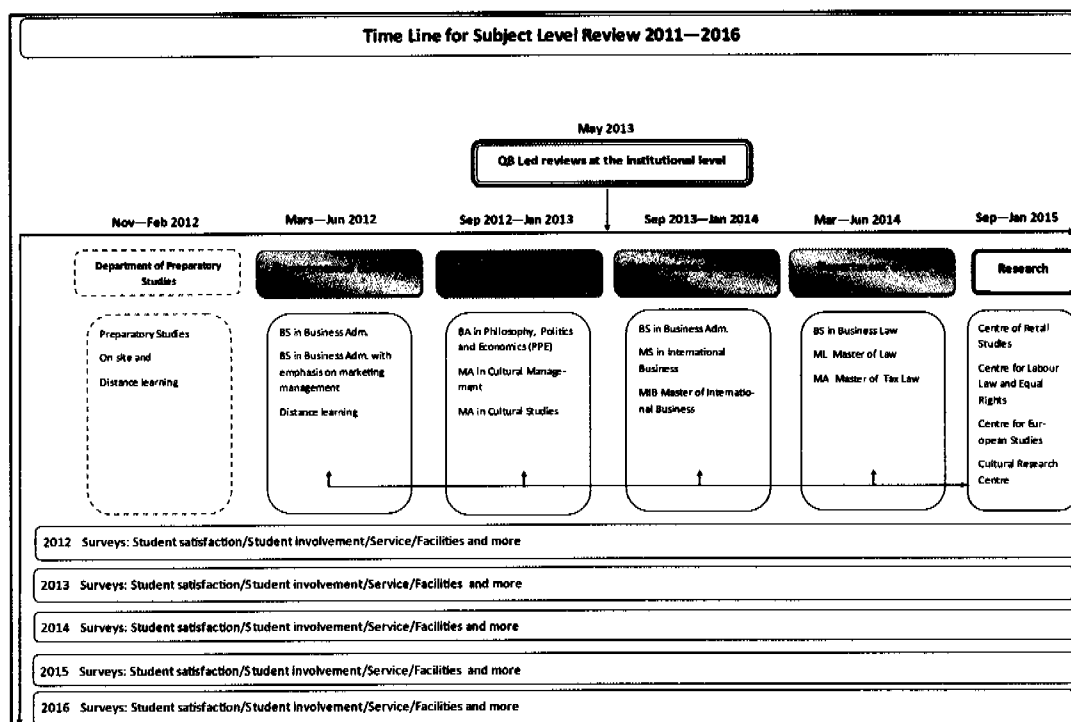 Time Line for Subject Level Review 2011—2016
May 2013
QB Led reviews at the institutional level
Nov—Feb 2012
Mars—Jun 2012
Sep 2012—Jan 2013
Sep 2013—Jan 2014
Mar—Jun 2014
Sep—Jan 2015
Department of Preparatory
Studies
Research
Preparatory Studies
On site and
Distance learning
BS in Business Adm.
BS in Business Adm. with
emphasis on marketing
management
Distance learning
BA in Philosophy, Politics
and Economics (PPE)
MA in Cultural Manage-
ment
MA in Cultural Studies
BS in Business Adm.
MS in International
Business
MIB Master of Internatio-
nal Business
BS in Business Law
ML Master of Law
MA Master of Tax Law
Centre of Retail
Studies
Centre for Labour
Law and Equal
Rights
Centre for Eur-
opean Studies
Cultural Research
Centre
2012 Surveys: Student satisfaction/Student involvement/Service/Facilities and more
2013 Surveys: Student satisfaction/Student involvement/Service/Facilities and more
2014 Surveys: Student satisfaction/Student involvement/Service/Facilities and more
2015 Surveys: Student satisfaction/Student involvement/Service/Facilities and more
2016 Surveys: Student satisfaction/Student involvement/Service/Facilities and more